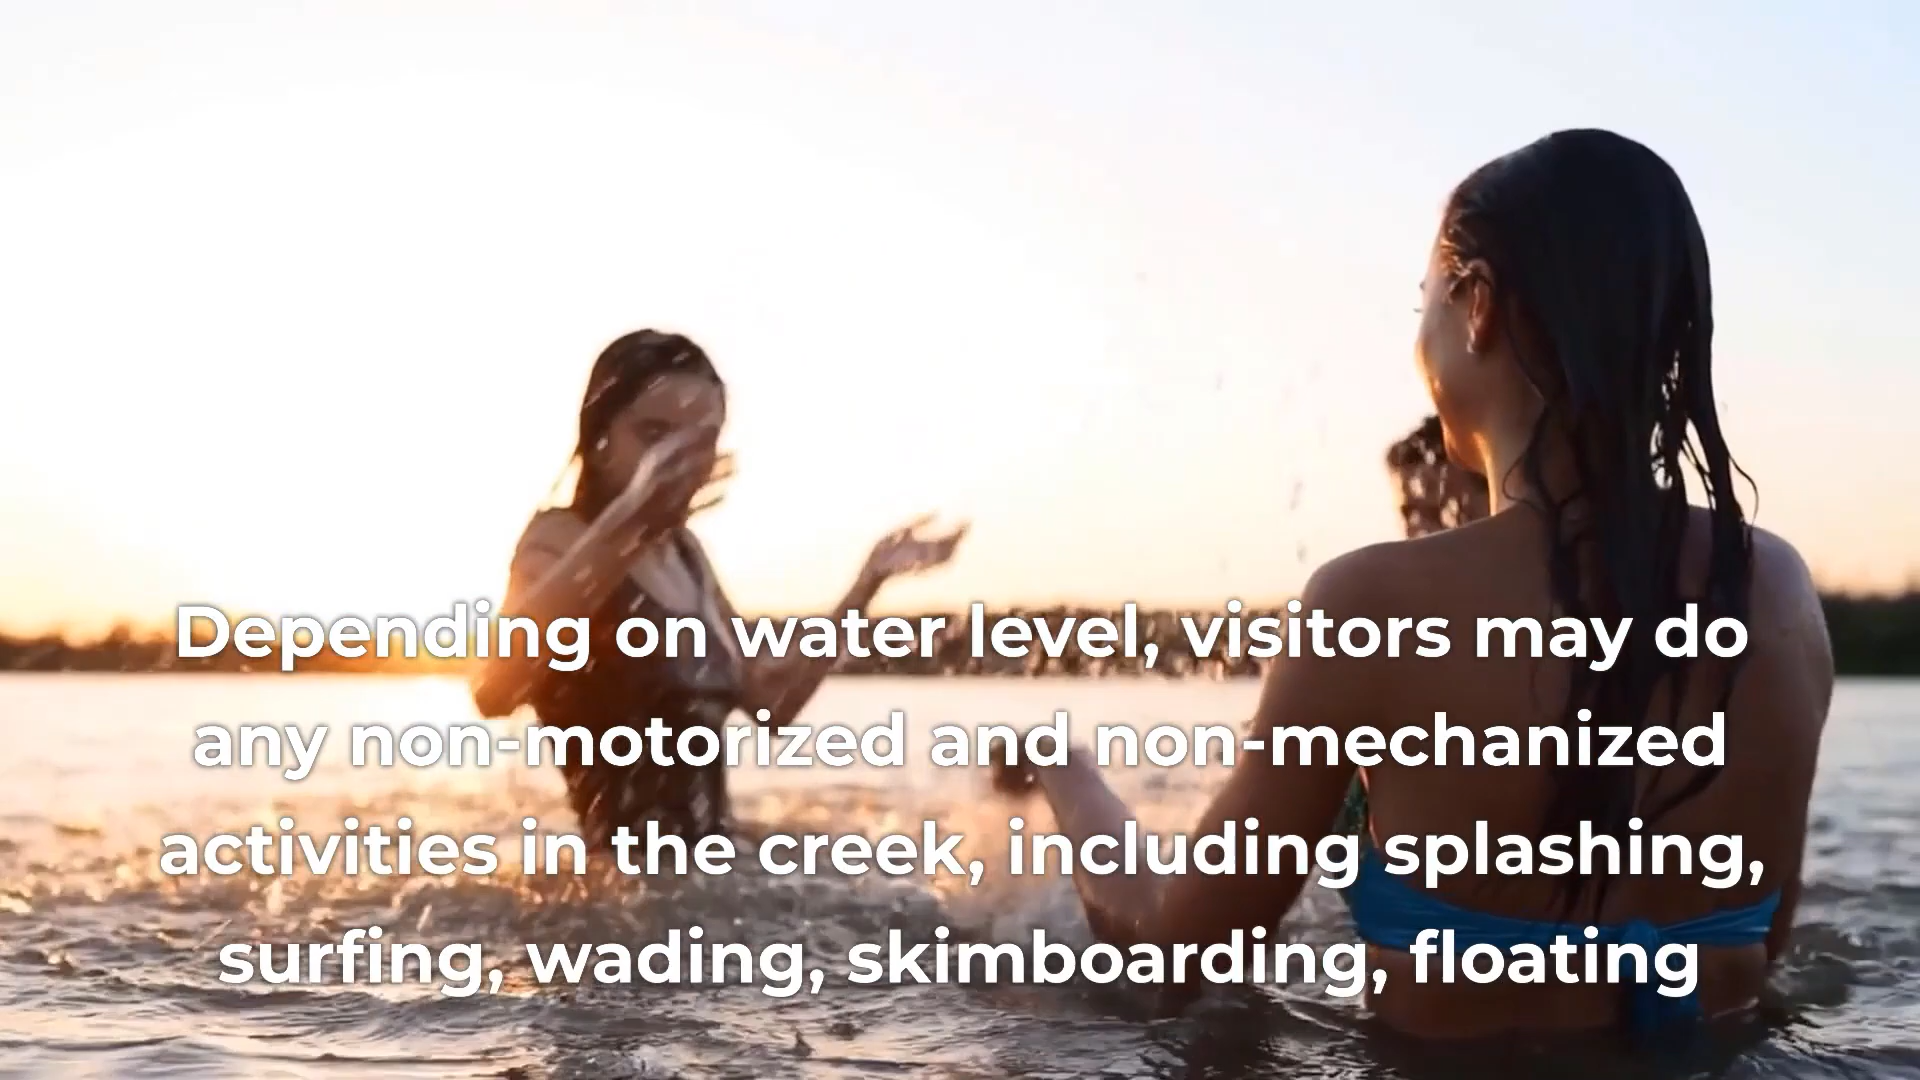 Depending on water level, visitors may do
any non-motorized and non-mechanized
activities in the creek, including splashing,
surfing, wading, skimboarding, floating